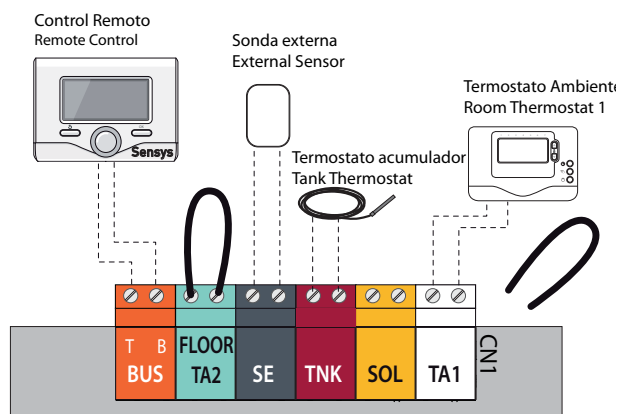 Control Remoto
Remote Control
Sonda externa
External Sensor
Termostato Ambiente
Room Thermostat 1
Termostato acumulador
Tank Thermostat
Sensys
T B
BUS
FLOOR
TA2
SE
TNK
SOL
TA1
CN1